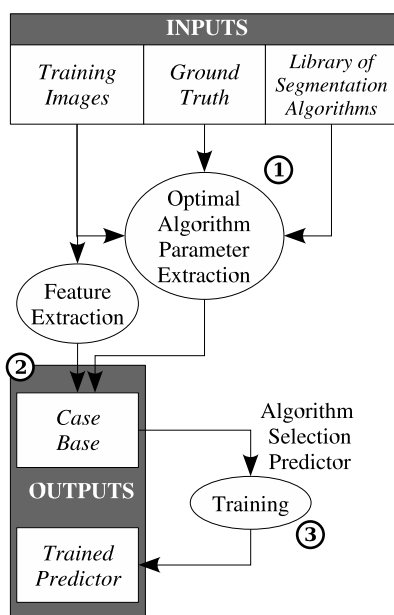 INPUTS
Training
Images
Ground
Truth
Library of
Segmentation
Algorithms
1
Optimal
Algorithm
Parameter
Extraction
Feature
Extraction
2
Case
Base
Algorithm
Selection
Predictor
OUTPUTS
Training
3
Trained
Predictor